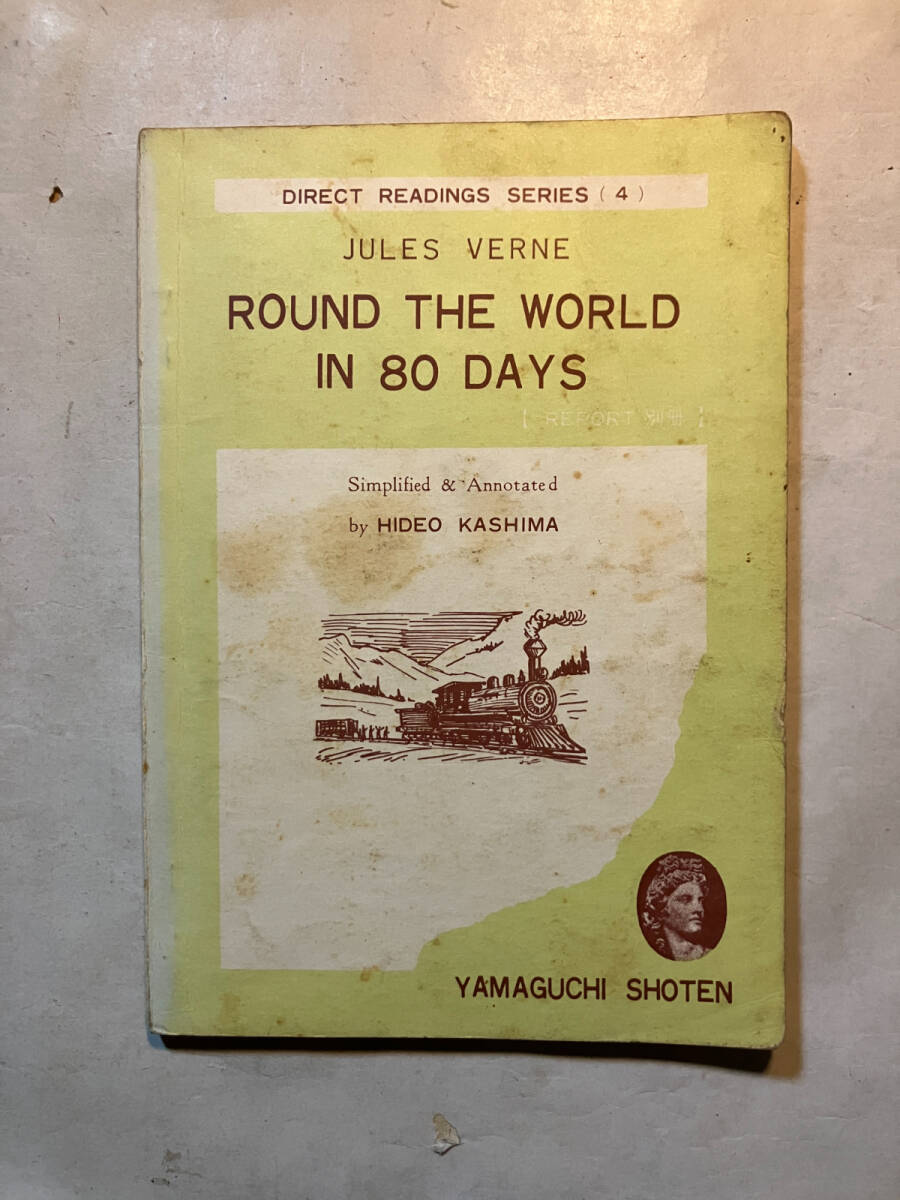 DIRECT READINGS SERIES (4)
JULES VERNE
ROUND THE WORLD
IN 80 DAYS
【 REPORT 別冊 】
Simplified & Annotated
by HIDEO KASHIMA
YAMAGUCHI SHOTEN